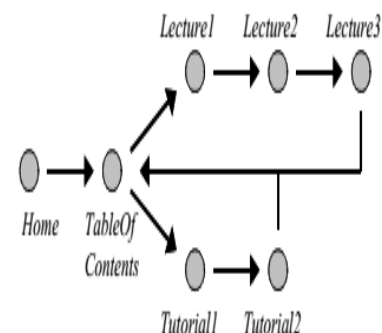 Lecture1 Lecture2 Lecture3
Home TableOf
Contents
Tutorial1 Tutorial2